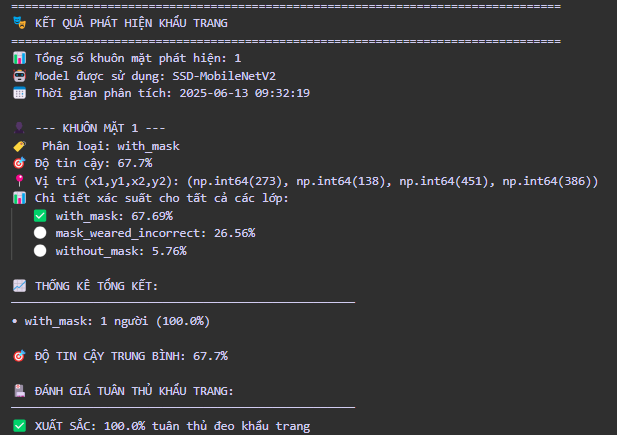 ================================================================================
🎭 KẾT QUẢ PHÁT HIỆN KHẨU TRANG
================================================================================
📊 Tổng số khuôn mặt phát hiện: 1
🤖 Model được sử dụng: SSD-MobileNetV2
📅 Thời gian phân tích: 2025-06-13 09:32:19
👤 --- KHUÔN MẶT 1 ---
🏷️ Phân loại: with_mask
🎯 Độ tin cậy: 67.7%
📍 Vị trí (x1,y1,x2,y2): (np.int64(273), np.int64(138), np.int64(451), np.int64(386))
📊 Chi tiết xác suất cho tất cả các lớp:
✅ with_mask: 67.69%
⚪ mask_weared_incorrect: 26.56%
⚪ without_mask: 5.76%
📈 THỐNG KÊ TỔNG KẾT:
──────────────────────────────────────────────────
• with_mask: 1 người (100.0%)
🎯 ĐỘ TIN CẬY TRUNG BÌNH: 67.7%
🏥 ĐÁNH GIÁ TUÂN THỦ KHẨU TRANG:
──────────────────────────────────────────────────
✅ XUẤT SẮC: 100.0% tuân thủ đeo khẩu trang